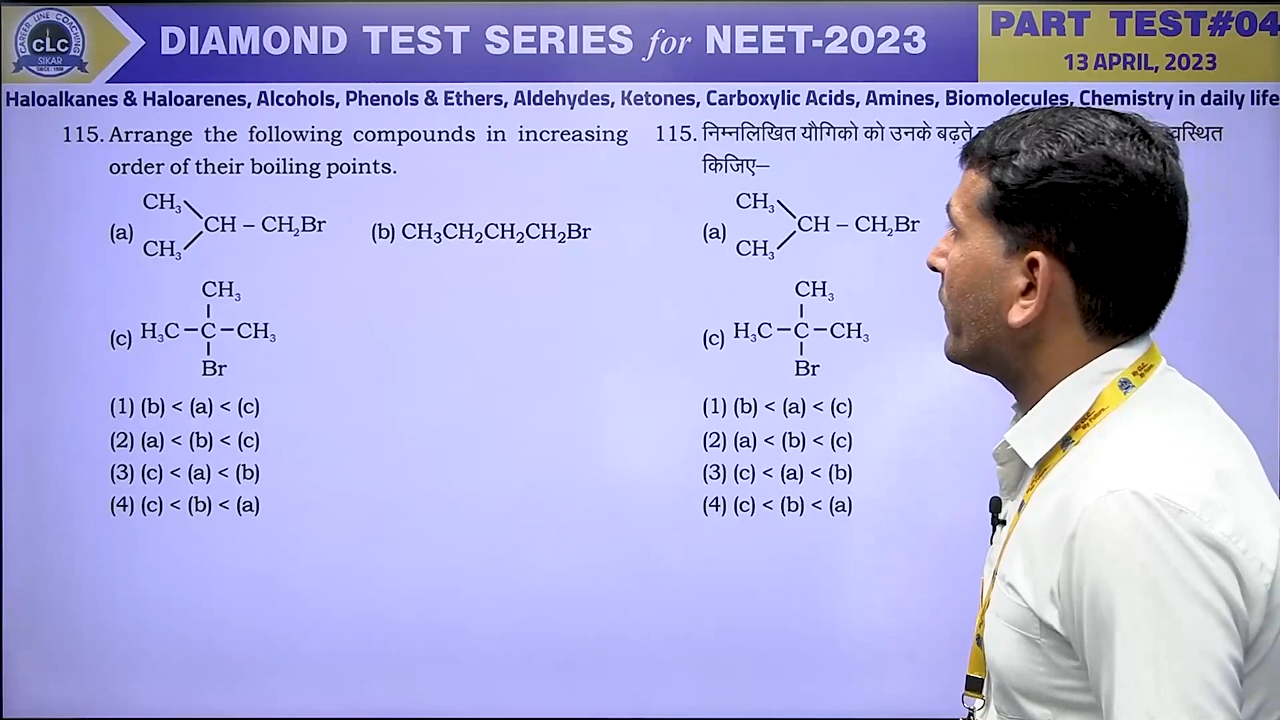 CAREER LINE COACHING
CLC
SIKAR
DIAMOND TEST SERIES for NEET-2023
PART TEST#04
13 APRIL, 2023
Haloalkanes & Haloarenes, Alcohols, Phenols & Ethers, Aldehydes, Ketones, Carboxylic Acids, Amines, Biomolecules, Chemistry in daily life
115. Arrange the following compounds in increasing
order of their boiling points.
CH₃
(a) CH – CH₂Br (b) CH₃CH₂CH₂CH₂Br
CH₃
CH₃
(c) H₃C – C – CH₃
Br
(1) (b) < (a) < (c)
(2) (a) < (b) < (c)
(3) (c) < (a) < (b)
(4) (c) < (b) < (a)
115. निम्नलिखित यौगिको को उनके बढ़ते
किजिए–
CH₃
(a) CH – CH₂Br
CH₃
CH₃
(c) H₃C – C – CH₃
Br
(1) (b) < (a) < (c)
(2) (a) < (b) < (c)
(3) (c) < (a) < (b)
(4) (c) < (b) < (a)